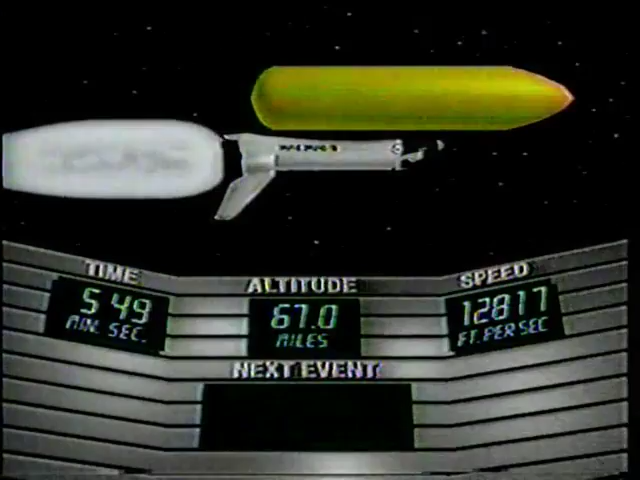 TIME
5 49
MIN. SEC.
ALTITUDE
67.0
MILES
SPEED
12817
FT. PER SEC
NEXT EVENT